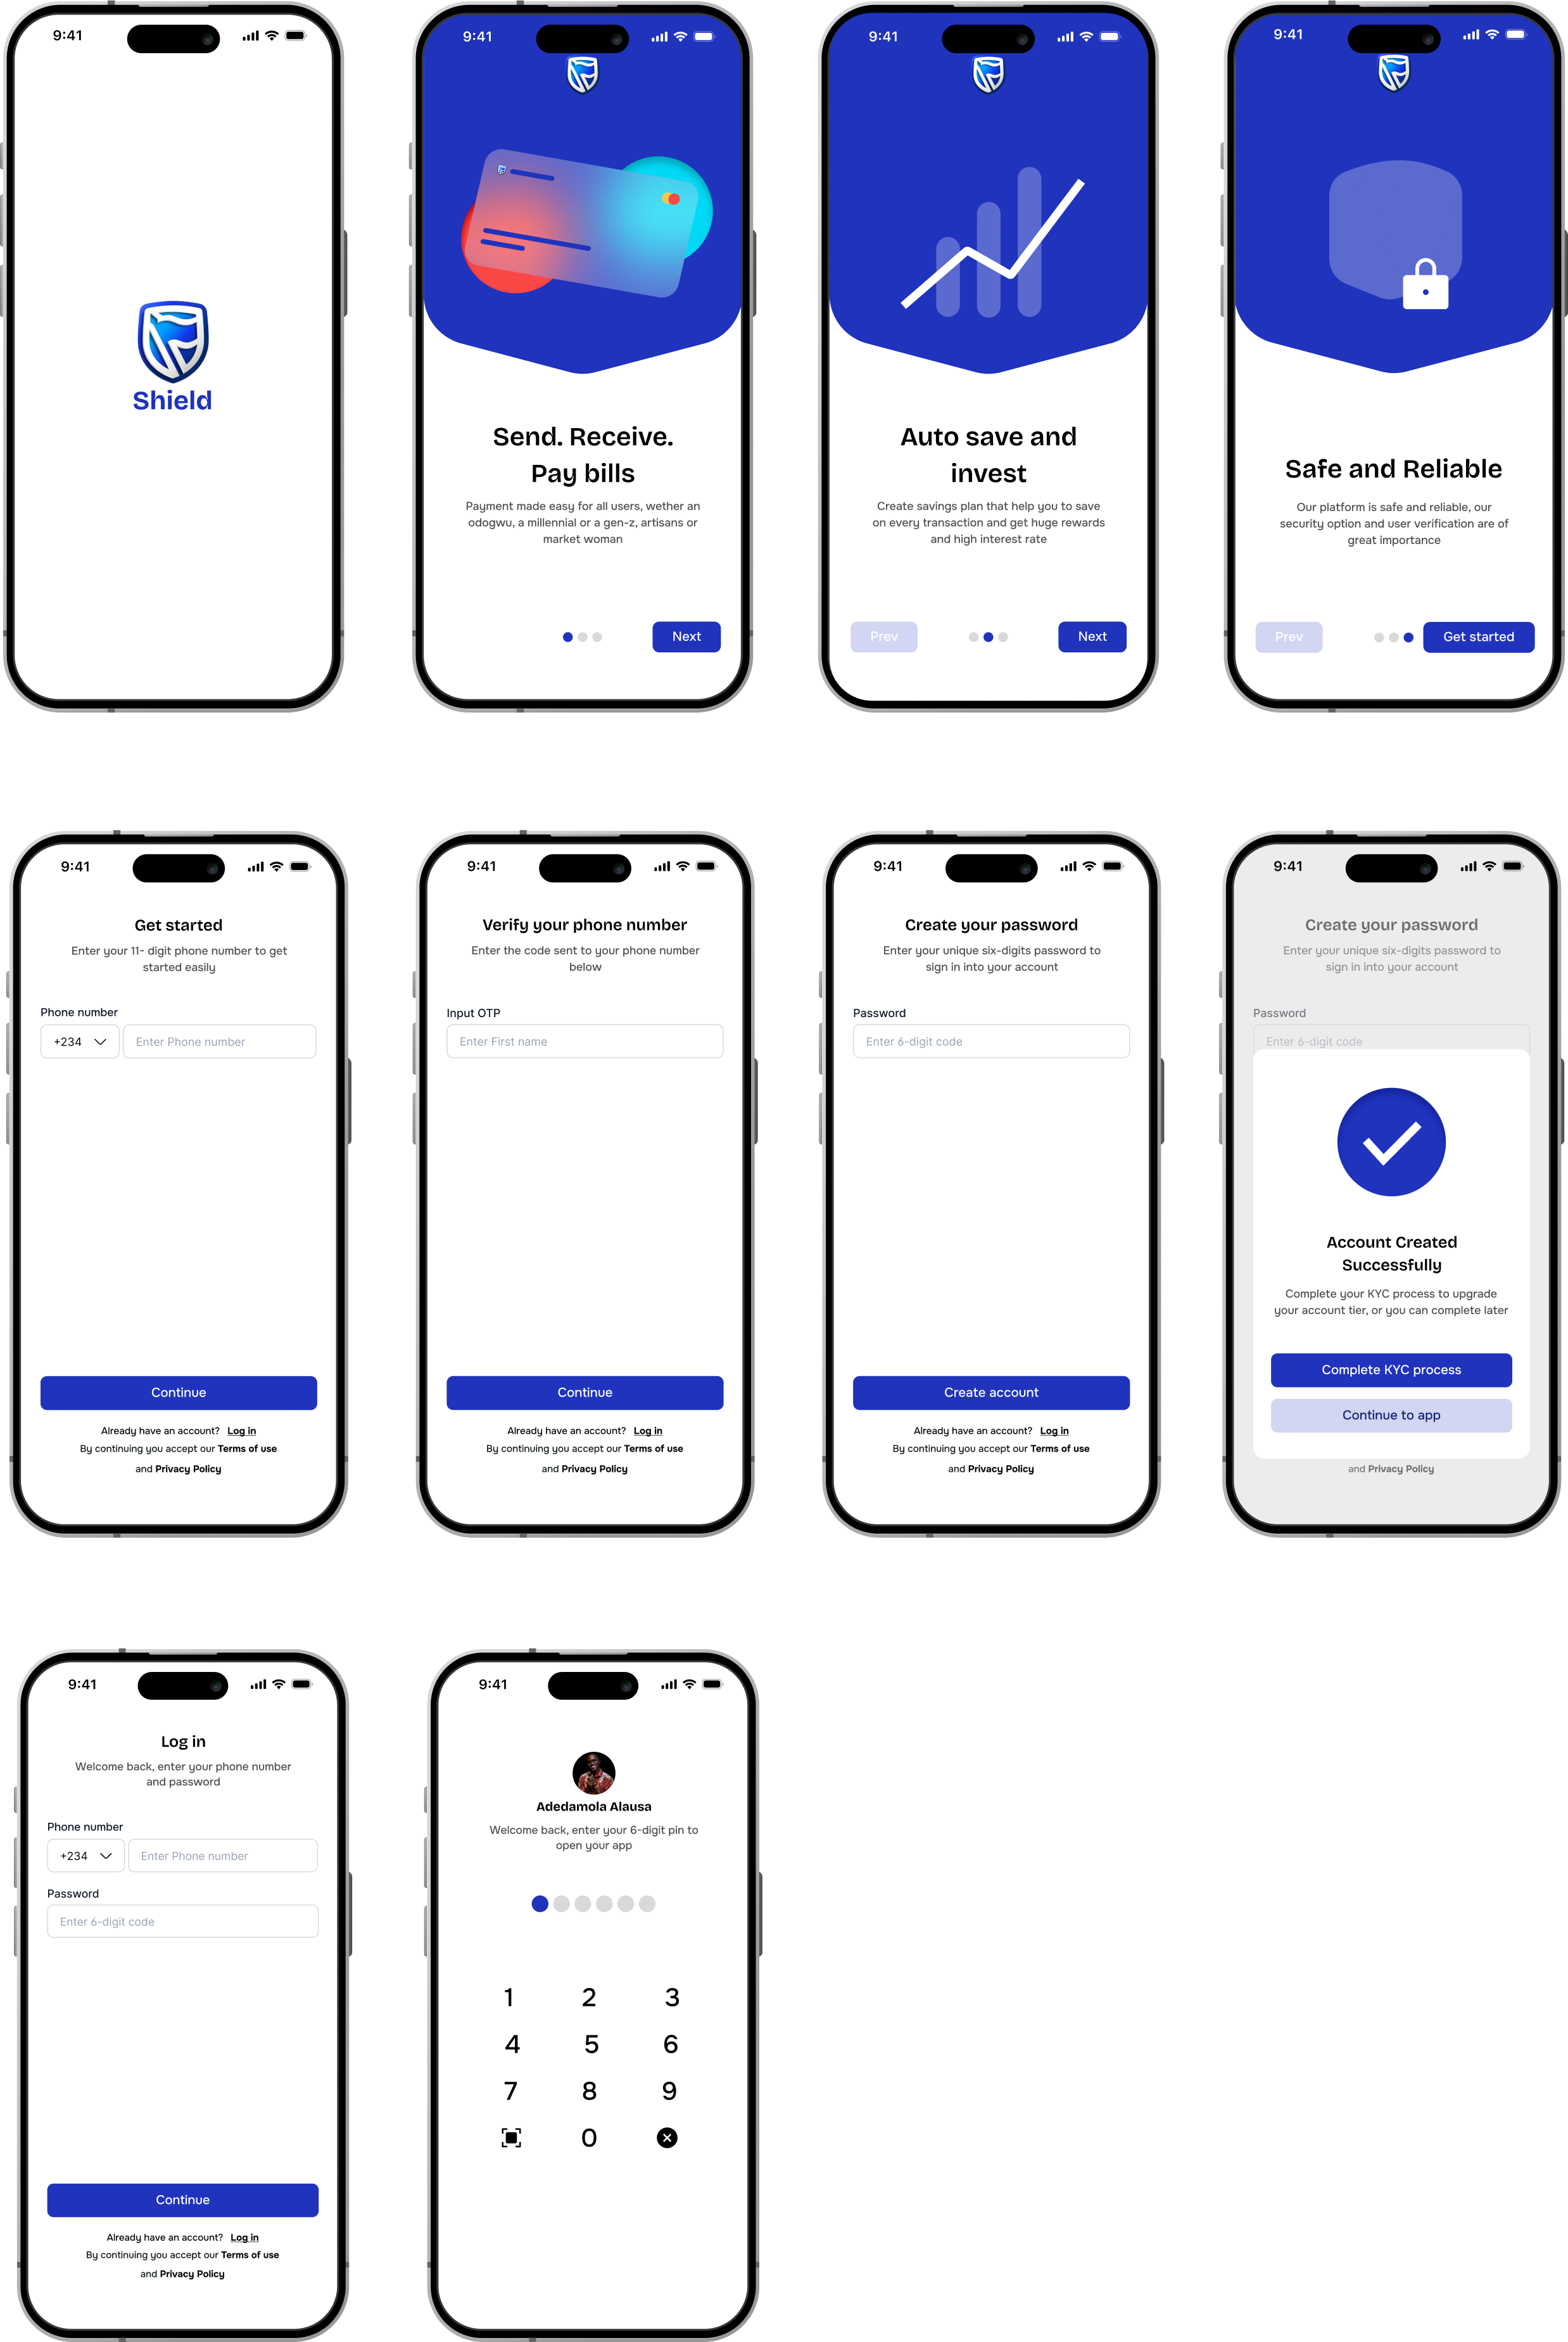 9:41
Shield
9:41
Send. Receive.
Pay bills
Payment made easy for all users, wether an
odogwu, a millennial or a gen-z, artisans or
market woman
Next
9:41
Auto save and
invest
Create savings plan that help you to save
on every transaction and get huge rewards
and high interest rate
Prev
Next
9:41
Safe and Reliable
Our platform is safe and reliable, our
security option and user verification are of
great importance
Prev
Get started
9:41
Get started
Enter your 11- digit phone number to get
started easily
Phone number
+234
Enter Phone number
Continue
Already have an account? Log in
By continuing you accept our Terms of use
and Privacy Policy
9:41
Verify your phone number
Enter the code sent to your phone number
below
Input OTP
Enter First name
Continue
Already have an account? Log in
By continuing you accept our Terms of use
and Privacy Policy
9:41
Create your password
Enter your unique six-digits password to
sign in into your account
Password
Enter 6-digit code
Create account
Already have an account? Log in
By continuing you accept our Terms of use
and Privacy Policy
9:41
Create your password
Enter your unique six-digits password to
sign in into your account
Password
Enter 6-digit code
Account Created
Successfully
Complete your KYC process to upgrade
your account tier, or you can complete later
Complete KYC process
Continue to app
and Privacy Policy
9:41
Log in
Welcome back, enter your phone number
and password
Phone number
+234
Enter Phone number
Password
Enter 6-digit code
Continue
Already have an account? Log in
By continuing you accept our Terms of use
and Privacy Policy
9:41
Adedamola Alausa
Welcome back, enter your 6-digit pin to
open your app
1 2 3
4 5 6
7 8 9
0